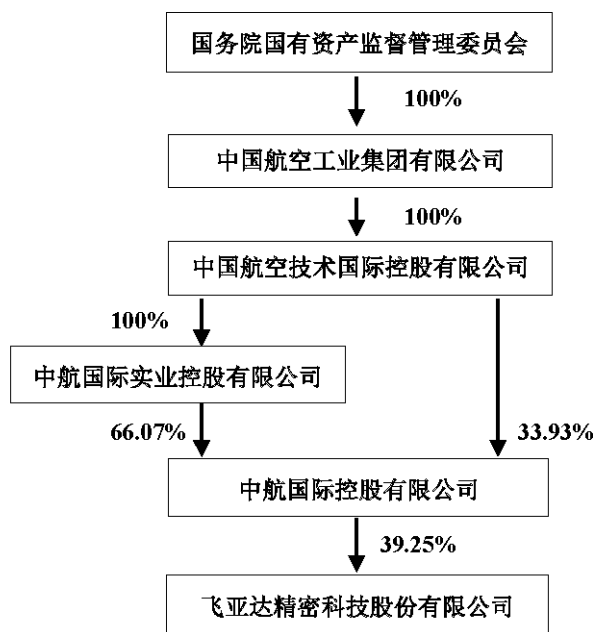 国务院国有资产监督管理委员会
100%
中国航空工业集团有限公司
100%
中国航空技术国际控股有限公司
100%
中航国际实业控股有限公司
66.07%
33.93%
中航国际控股有限公司
39.25%
飞亚达精密科技股份有限公司